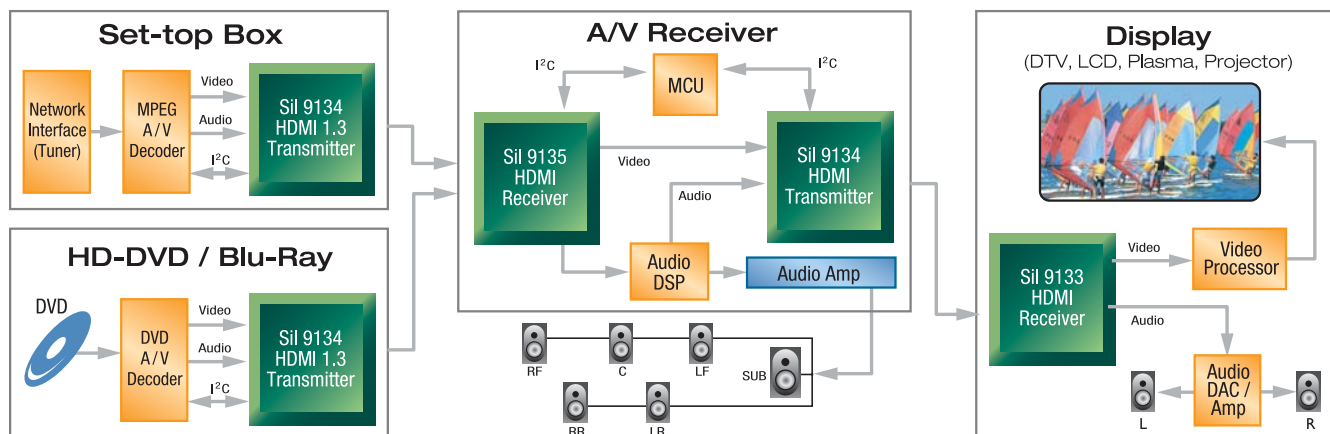 Set-top Box
Network
Interface
(Tuner)
MPEG
A / V
Decoder
Video
Audio
I²C
Sil 9134
HDMI 1.3
Transmitter
HD-DVD / Blu-Ray
DVD
DVD
A / V
Decoder
Video
Audio
I²C
Sil 9134
HDMI 1.3
Transmitter
A/V Receiver
I²C
MCU
I²C
Sil 9135
HDMI
Receiver
Video
Audio
Sil 9134
HDMI
Transmitter
Audio
DSP
Audio Amp
RF
C
LF
SUB
RR
LR
Display
(DTV, LCD, Plasma, Projector)
Sil 9133
HDMI
Receiver
Video
Video
Processor
Audio
Audio
DAC /
Amp
L
R